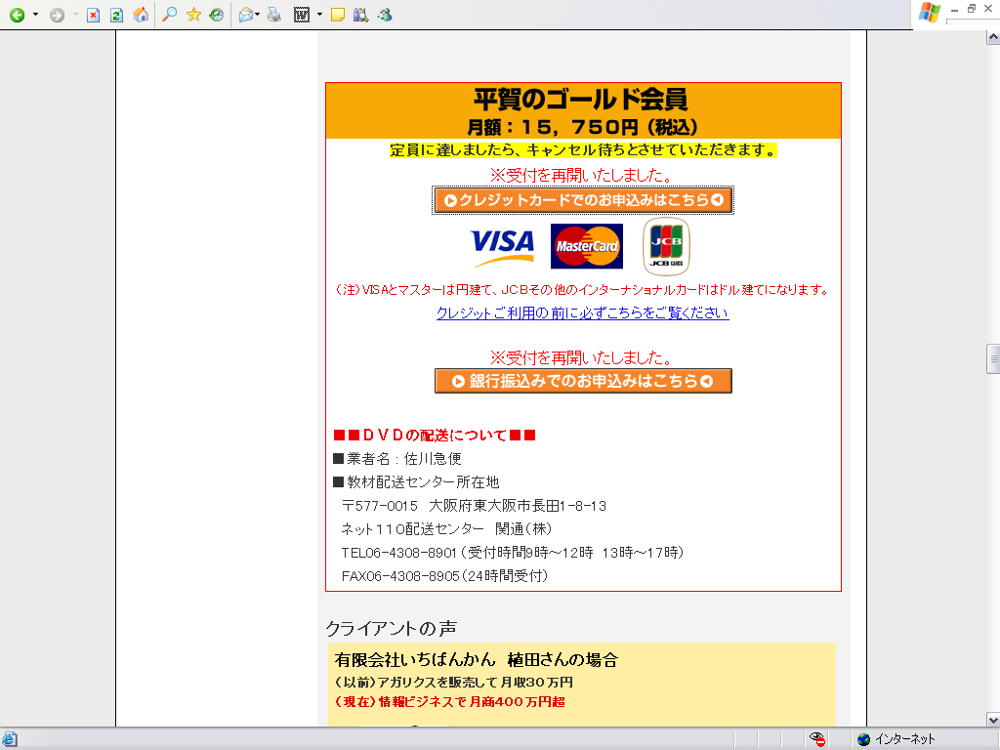 平賀のゴールド会員
月額：１５，７５０円（税込）
定員に達しましたら、キャンセル待ちとさせていただきます。
※受付を再開いたしました。
クレジットカードでのお申込みはこちら
VISA MasterCard JCB
JCB CARDS
（注）VISAとマスターは円建て、JCBその他のインターナショナルカードはドル建てになります。
クレジットご利用の前に必ずこちらをご覧ください
※受付を再開いたしました。
銀行振込みでのお申込みはこちら
■■ＤＶＤの配送について■■
■業者名：佐川急便
■教材配送センター所在地
〒577-0015　大阪府東大阪市長田1-8-13
ネット１１０配送センター　関通（株）
TEL06-4308-8901（受付時間9時～12時　13時～17時）
FAX06-4308-8905（24時間受付）
クライアントの声
有限会社いちばんかん　植田さんの場合
（以前）アガリクスを販売して月収３０万円
（現在）情報ビジネスで月商４００万円超
インターネット